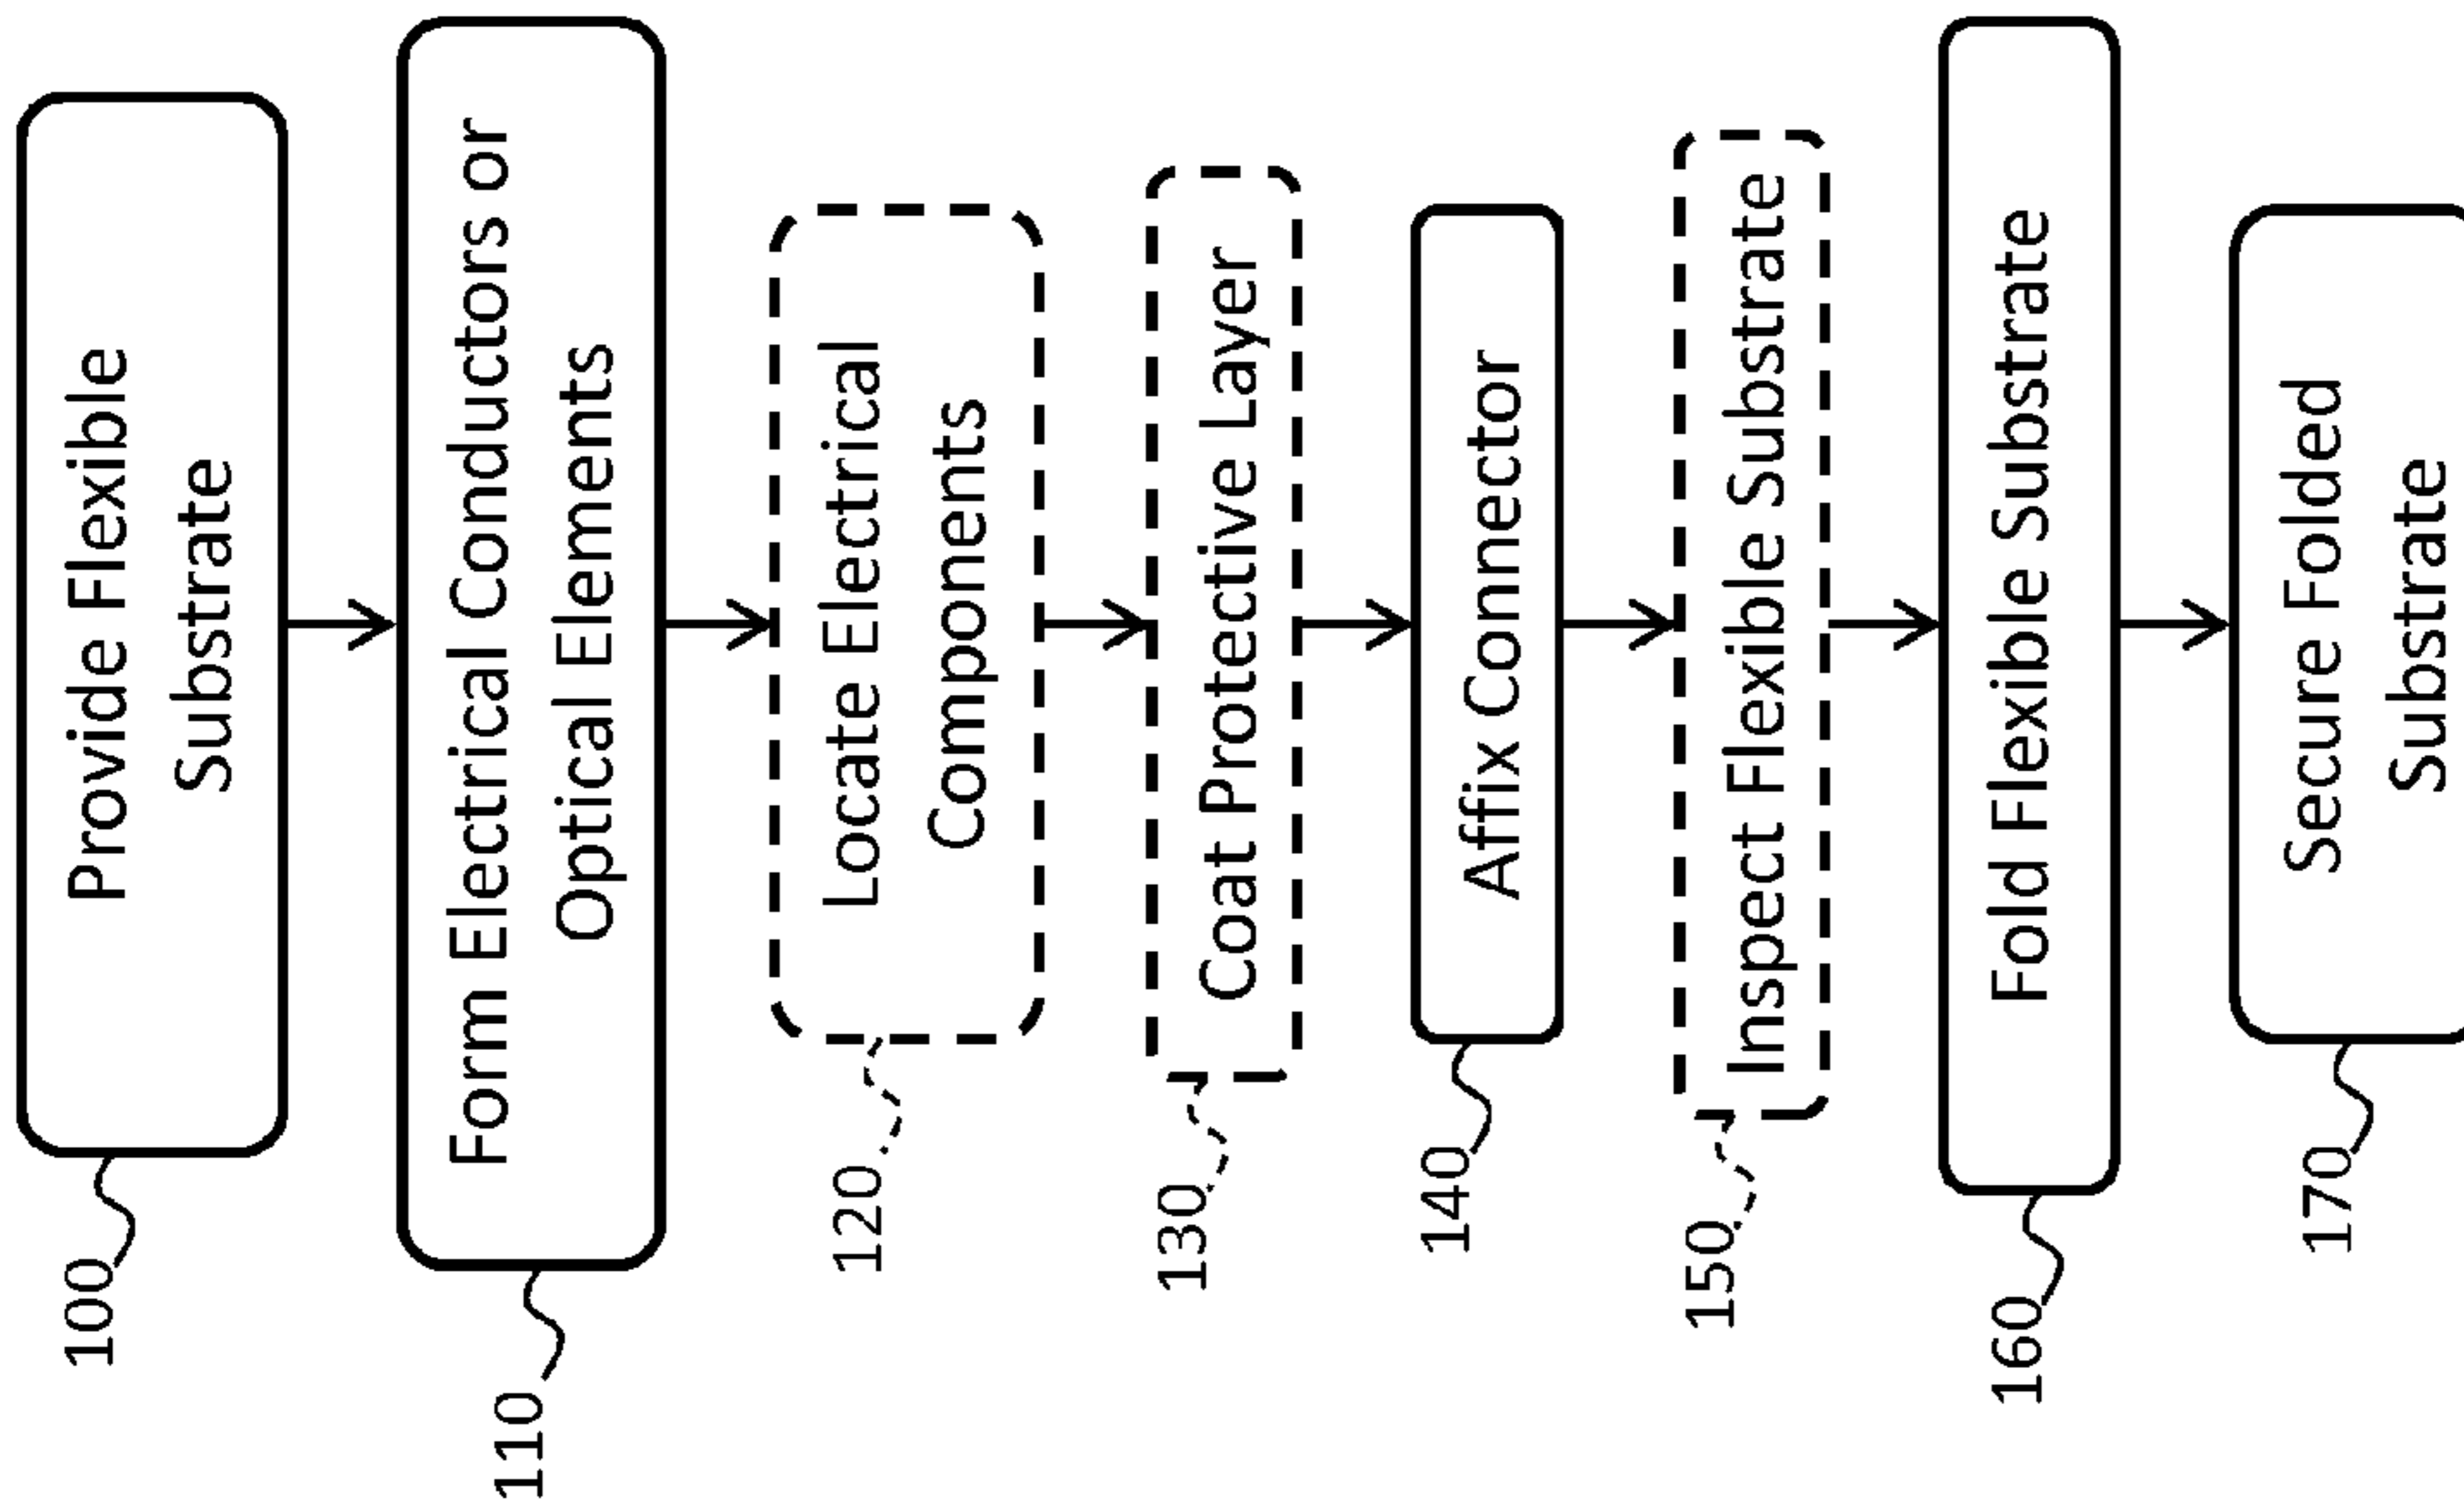 100
Provide Flexible
Substrate
110
Form Electrical Conductors or
Optical Elements
120
Locate Electrical
Components
130
Coat Protective Layer
140
Affix Connector
150
Inspect Flexible Substrate
160
Fold Flexible Substrate
170
Secure Folded
Substrate